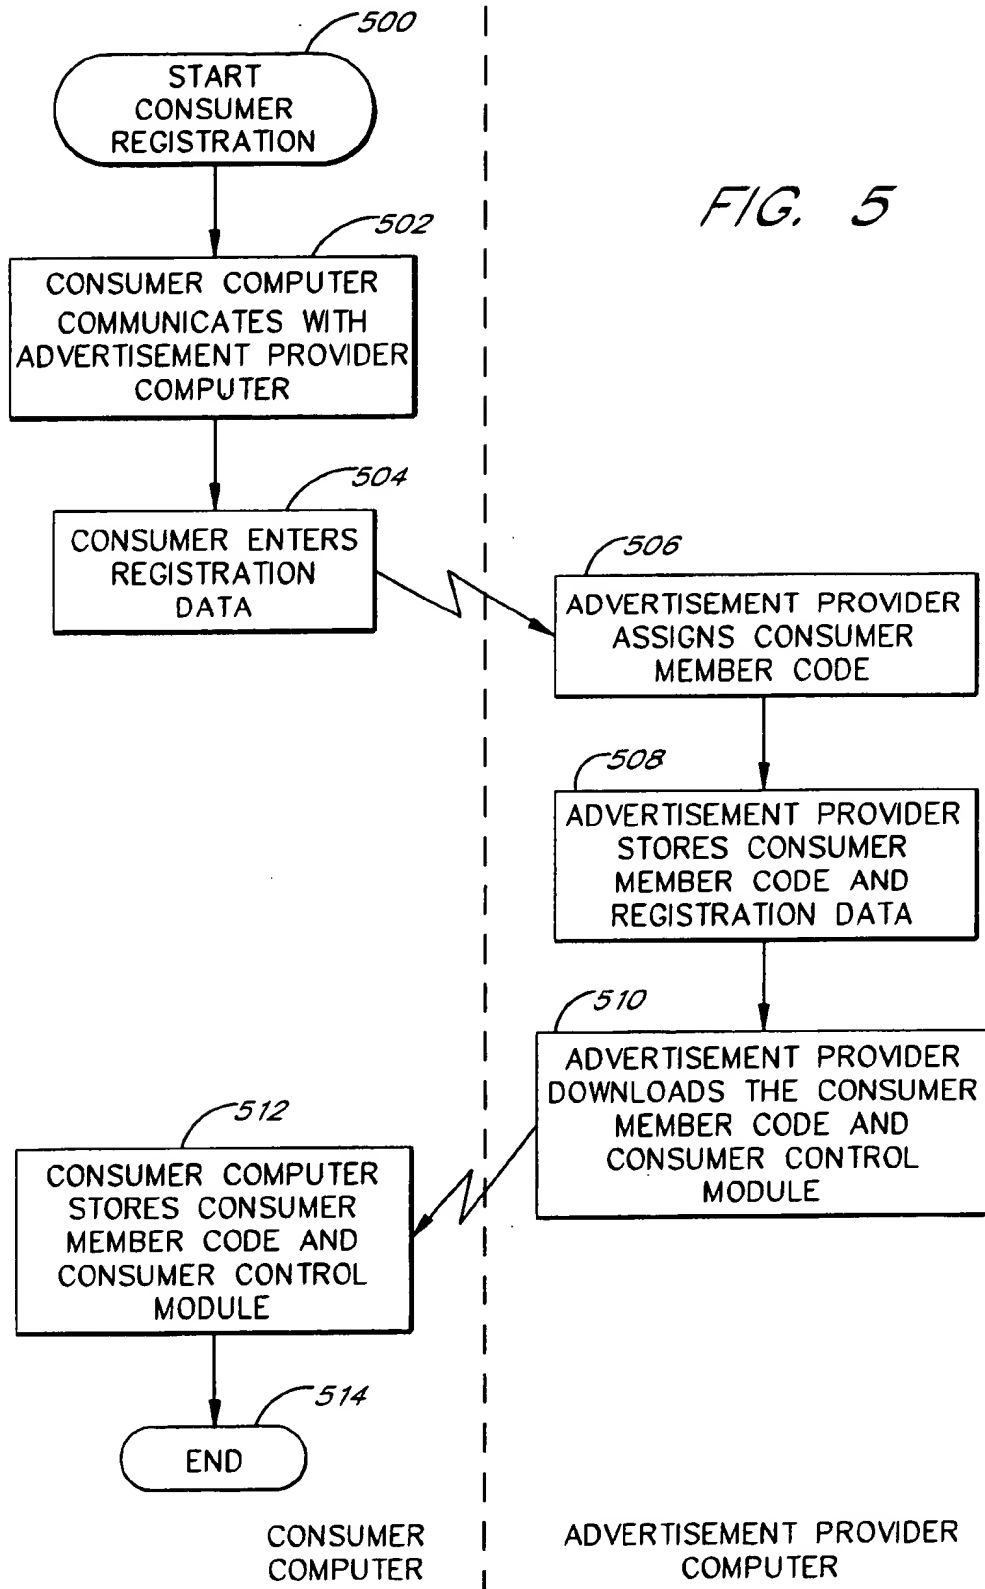 500
START
CONSUMER
REGISTRATION
FIG. 5
502
CONSUMER COMPUTER
COMMUNICATES WITH
ADVERTISEMENT PROVIDER
COMPUTER
504
CONSUMER ENTERS
REGISTRATION
DATA
506
ADVERTISEMENT PROVIDER
ASSIGNS CONSUMER
MEMBER CODE
508
ADVERTISEMENT PROVIDER
STORES CONSUMER
MEMBER CODE AND
REGISTRATION DATA
510
ADVERTISEMENT PROVIDER
DOWNLOADS THE CONSUMER
MEMBER CODE AND
CONSUMER CONTROL
MODULE
512
CONSUMER COMPUTER
STORES CONSUMER
MEMBER CODE AND
CONSUMER CONTROL
MODULE
514
END
CONSUMER
COMPUTER
ADVERTISEMENT PROVIDER
COMPUTER